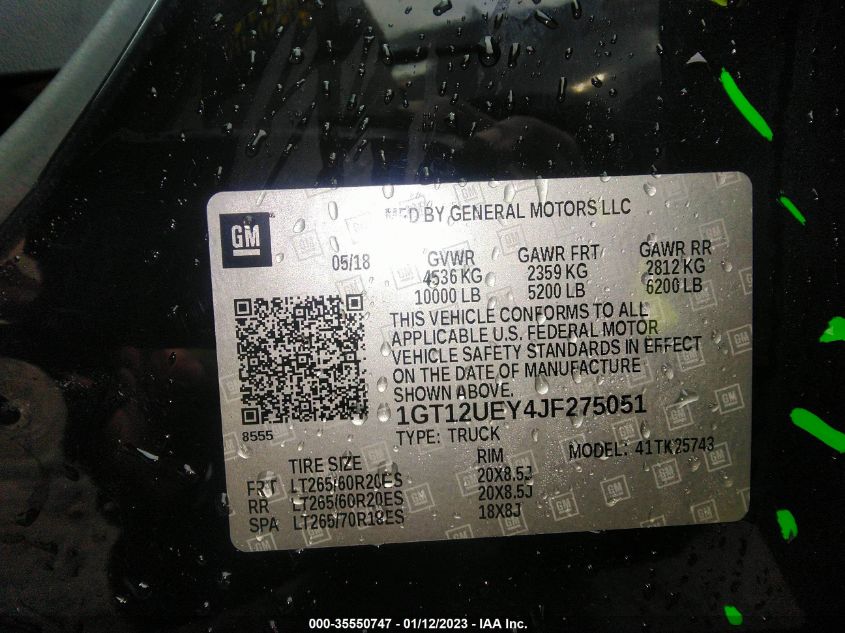 MFD BY GENERAL MOTORS LLC
GM
05/18
GVWR GAWR FRT GAWR RR
4536 KG 2359 KG 2812 KG
10000 LB 5200 LB 6200 LB
THIS VEHICLE CONFORMS TO ALL
APPLICABLE U.S. FEDERAL MOTOR
VEHICLE SAFETY STANDARDS IN EFFECT
ON THE DATE OF MANUFACTURE
SHOWN ABOVE.
1GT12UEY4JF275051
8555
TYPE: TRUCK
MODEL: 41TK25743
TIRE SIZE RIM
FRT LT265/60R20ES 20X8.5J
RR LT265/60R20ES 20X8.5J
SPA LT265/70R18ES 18X8J
000-35550747 - 01/12/2023 - IAA Inc.